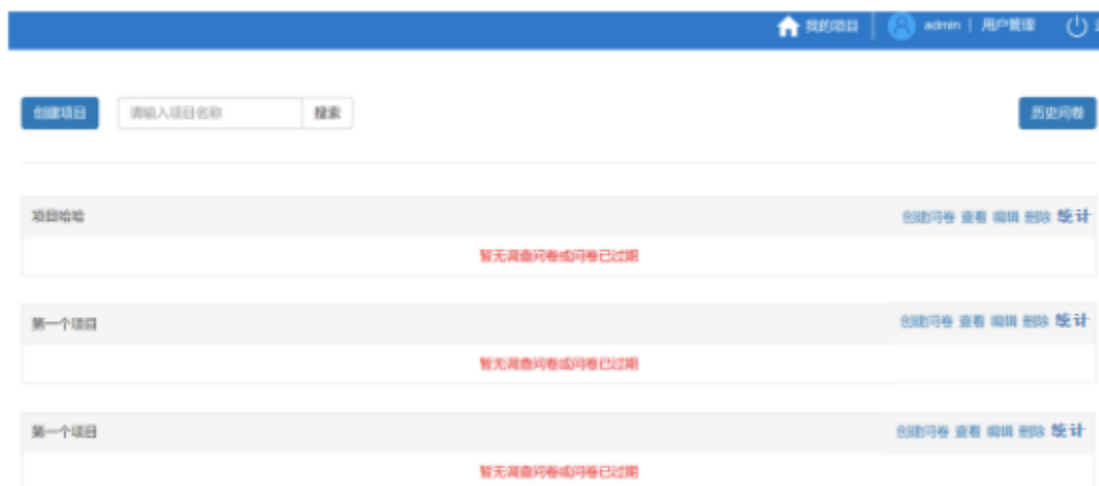 我的项目 admin | 用户管理
创建项目 请输入项目名称 搜索 历史问卷
项目哈哈 创建问卷 查看 编辑 删除 统计
暂无调查问卷或问卷已过期
第一个项目 创建问卷 查看 编辑 删除 统计
暂无调查问卷或问卷已过期
第一个项目 创建问卷 查看 编辑 删除 统计
暂无调查问卷或问卷已过期